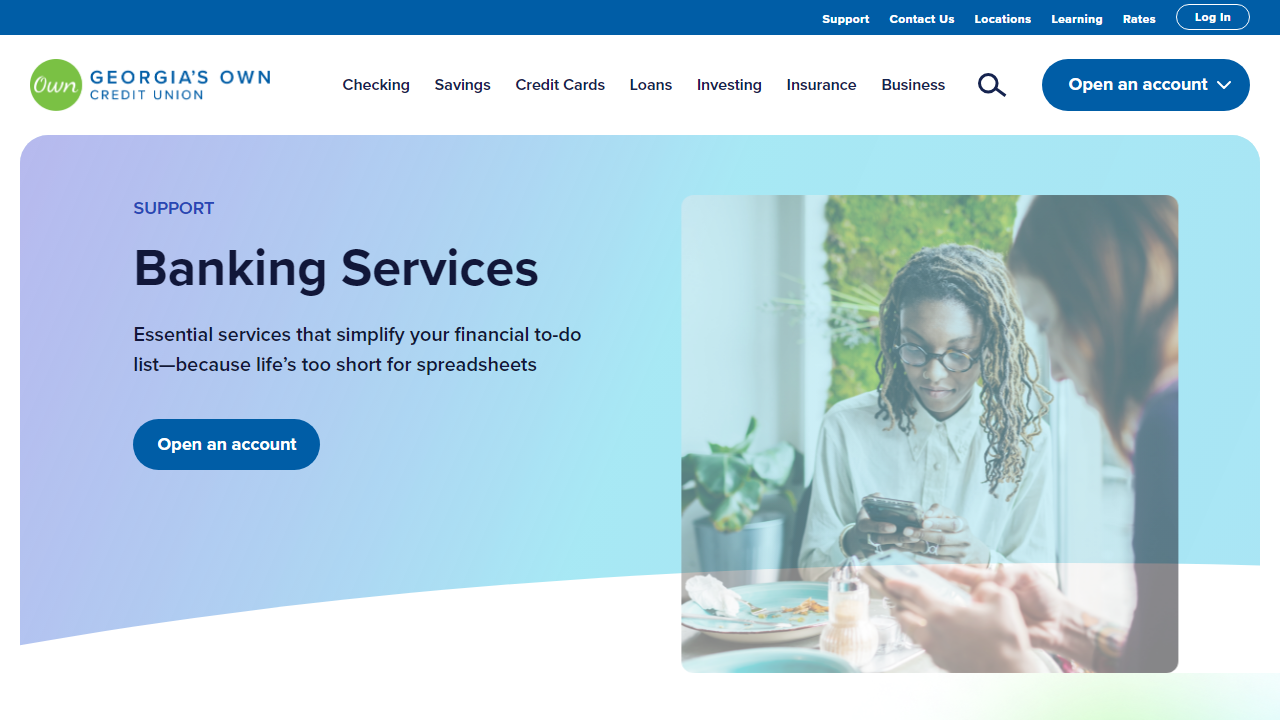 Support Contact Us Locations Learning Rates Log In
Own GEORGIA'S OWN
CREDIT UNION
Checking Savings Credit Cards Loans Investing Insurance Business Open an account
SUPPORT
Banking Services
Essential services that simplify your financial to-do
list—because life’s too short for spreadsheets
Open an account